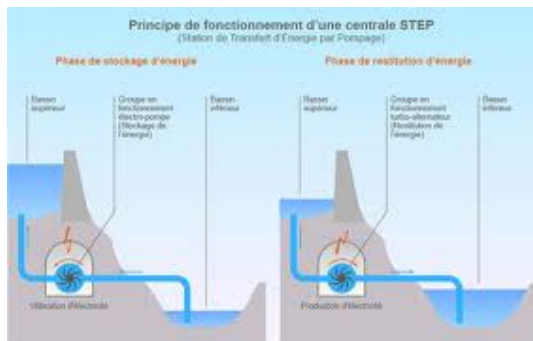 Principe de fonctionnement d'une centrale STEP
(Station de Transfert d'Énergie par Pompage)
Phase de stockage d'énergie
Phase de restitution d'énergie
Bassin
supérieur
Groupe en
fonctionnement
électro-pompe
(Stockage de
l'énergie)
Bassin
inférieur
Bassin
supérieur
Groupe en
fonctionnement
turbo-alternateur
(Restitution de
l'énergie)
Bassin
inférieur
Utilisation d'électricité
Production d'électricité